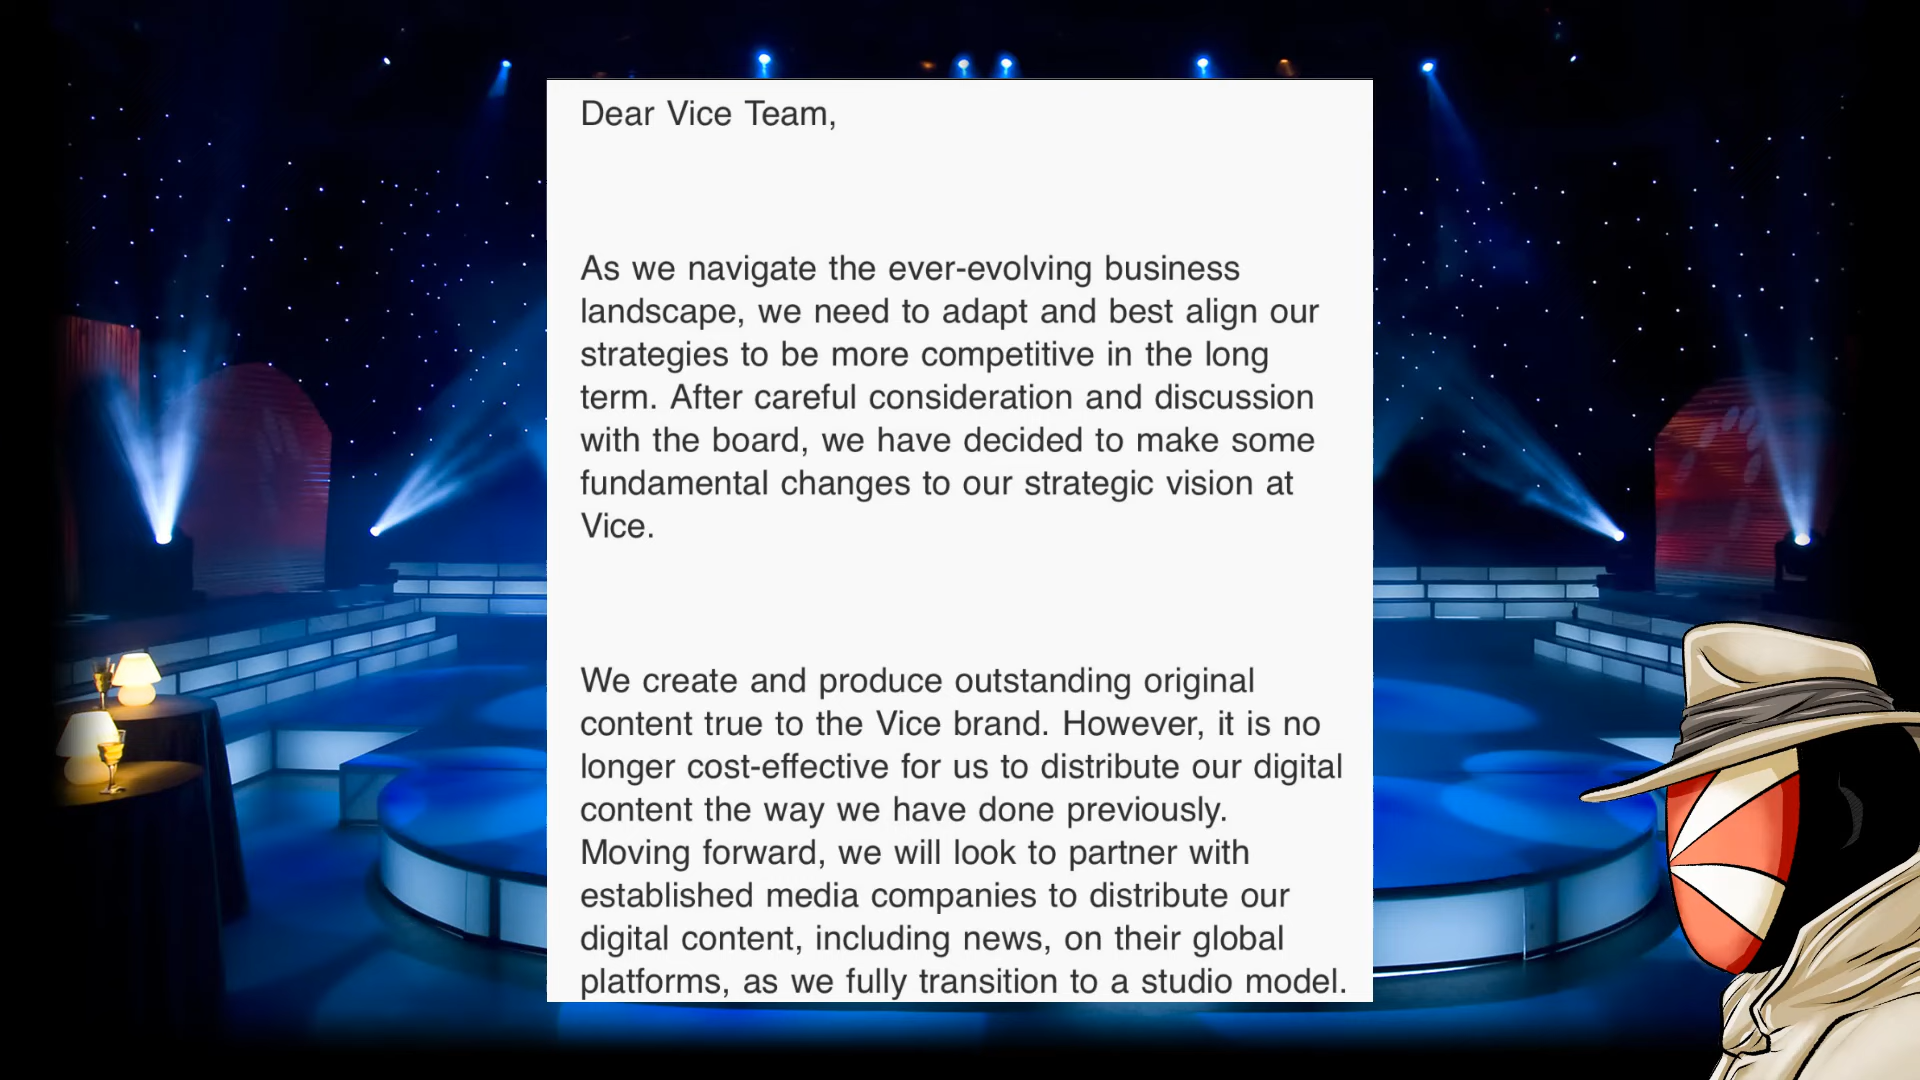 Dear Vice Team,
As we navigate the ever-evolving business
landscape, we need to adapt and best align our
strategies to be more competitive in the long
term. After careful consideration and discussion
with the board, we have decided to make some
fundamental changes to our strategic vision at
Vice.
We create and produce outstanding original
content true to the Vice brand. However, it is no
longer cost-effective for us to distribute our digital
content the way we have done previously.
Moving forward, we will look to partner with
established media companies to distribute our
digital content, including news, on their global
platforms, as we fully transition to a studio model.